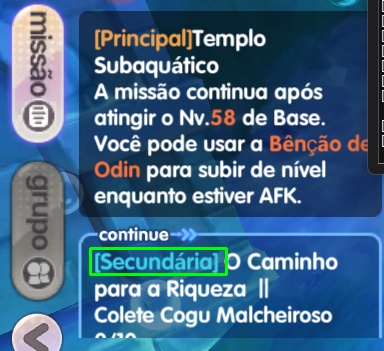 missão
[Principal]Templo
Subaquático
A missão continua após
atingir o Nv.58 de Base.
Você pode usar a Bênção de
Odin para subir de nível
enquanto estiver AFK.
grupo
continue
[Secundária] O Caminho
para a Riqueza ||
Colete Cogu Malcheiroso